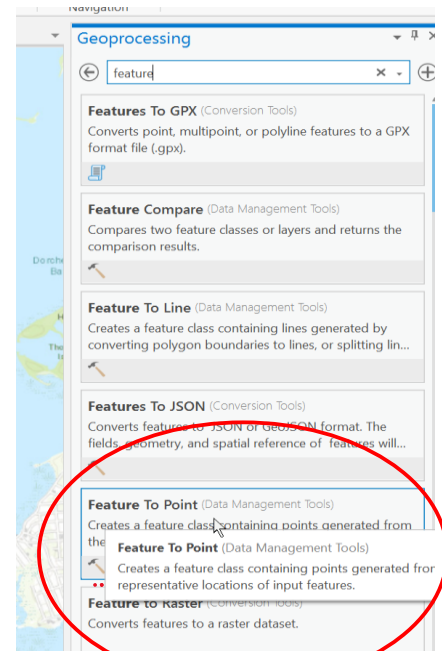 Navigation
Geoprocessing
feature
Features To GPX (Conversion Tools)
Converts point, multipoint, or polyline features to a GPX
format file (.gpx).
Feature Compare (Data Management Tools)
Compares two feature classes or layers and returns the
comparison results.
Feature To Line (Data Management Tools)
Creates a feature class containing lines generated by
converting polygon boundaries to lines, or splitting lin...
Features To JSON (Conversion Tools)
Converts features to JSON or GeoJSON format. The
fields, geometry, and spatial reference of features will...
Feature To Point (Data Management Tools)
Creates a feature class containing points generated from
the
Feature To Point (Data Management Tools)
Creates a feature class containing points generated from
representative locations of input features.
Feature to Raster (Conversion Tools)
Converts features to a raster dataset.
Dorche
Ba
H
The